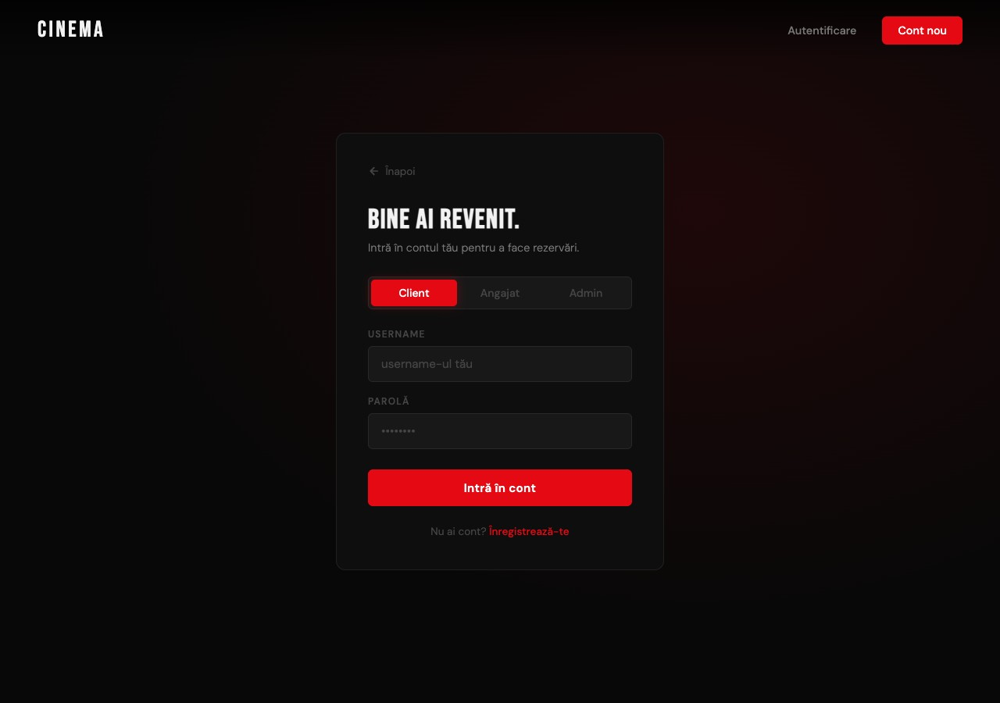 CINEMA
Autentificare
Cont nou
← Înapoi
BINE AI REVENIT.
Intră în contul tău pentru a face rezervări.
Client Angajat Admin
USERNAME
username-ul tău
PAROLĂ
••••••••
Intră în cont
Nu ai cont? Înregistrează-te